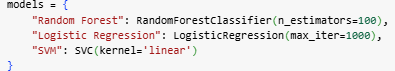 models = {
    "Random Forest": RandomForestClassifier(n_estimators=100),
    "Logistic Regression": LogisticRegression(max_iter=1000),
    "SVM": SVC(kernel='linear')
}